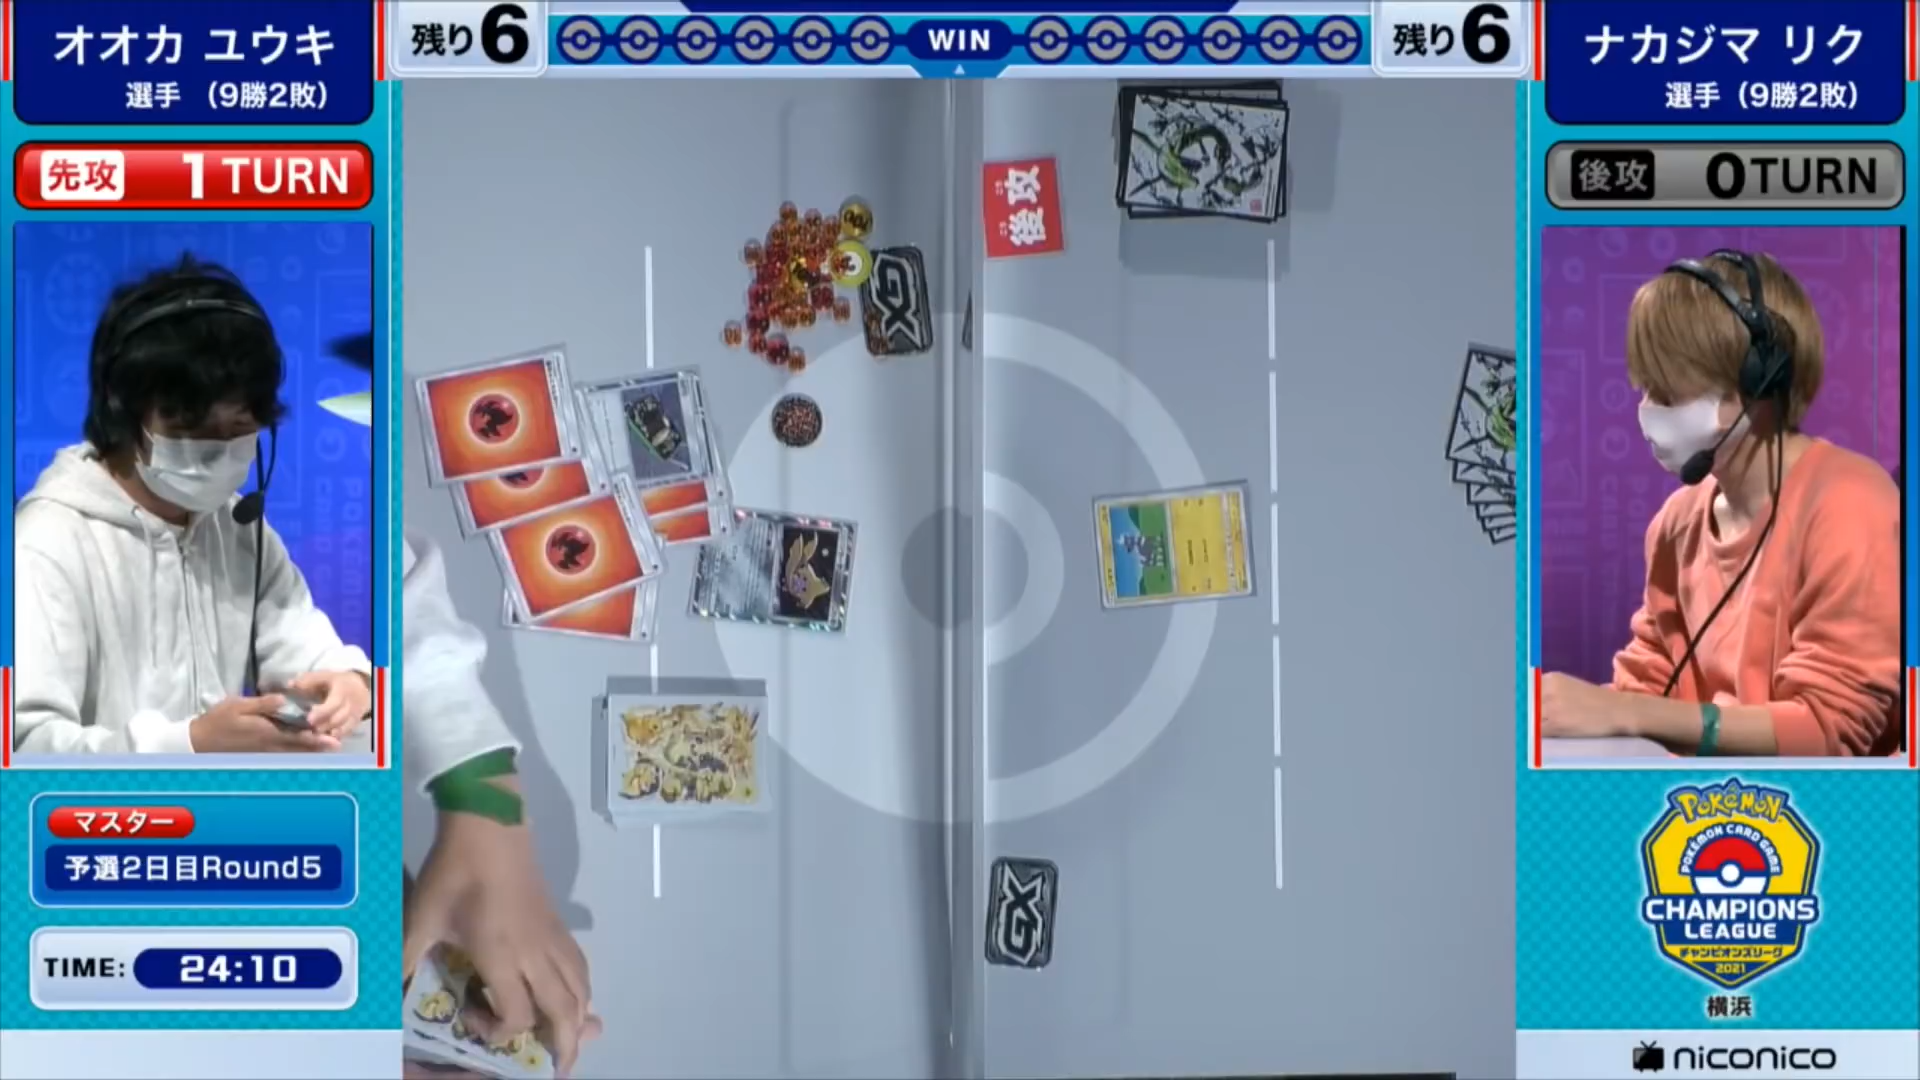 オオカ ユウキ
選手 (9勝2敗)
先攻 1 TURN
残り6
WIN
残り6
ナカジマ リク
選手 (9勝2敗)
後攻 0 TURN
後攻
GX
GX
マスター
予選2日目Round5
TIME: 24:10
Pokémon
POKÉMON CARD GAME
CHAMPIONS
LEAGUE
チャンピオンズリーグ
2021
横浜
niconico